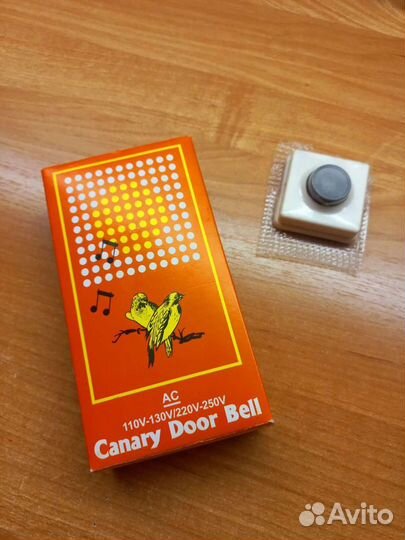 AC
110V-130V/220V-250V
Canary Door Bell
Avito